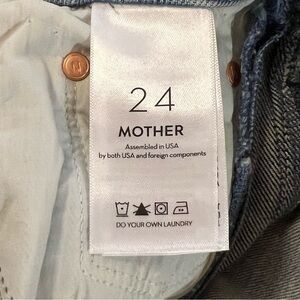 24
MOTHER
Assembled in USA
by both USA and foreign components
DO YOUR OWN LAUNDRY